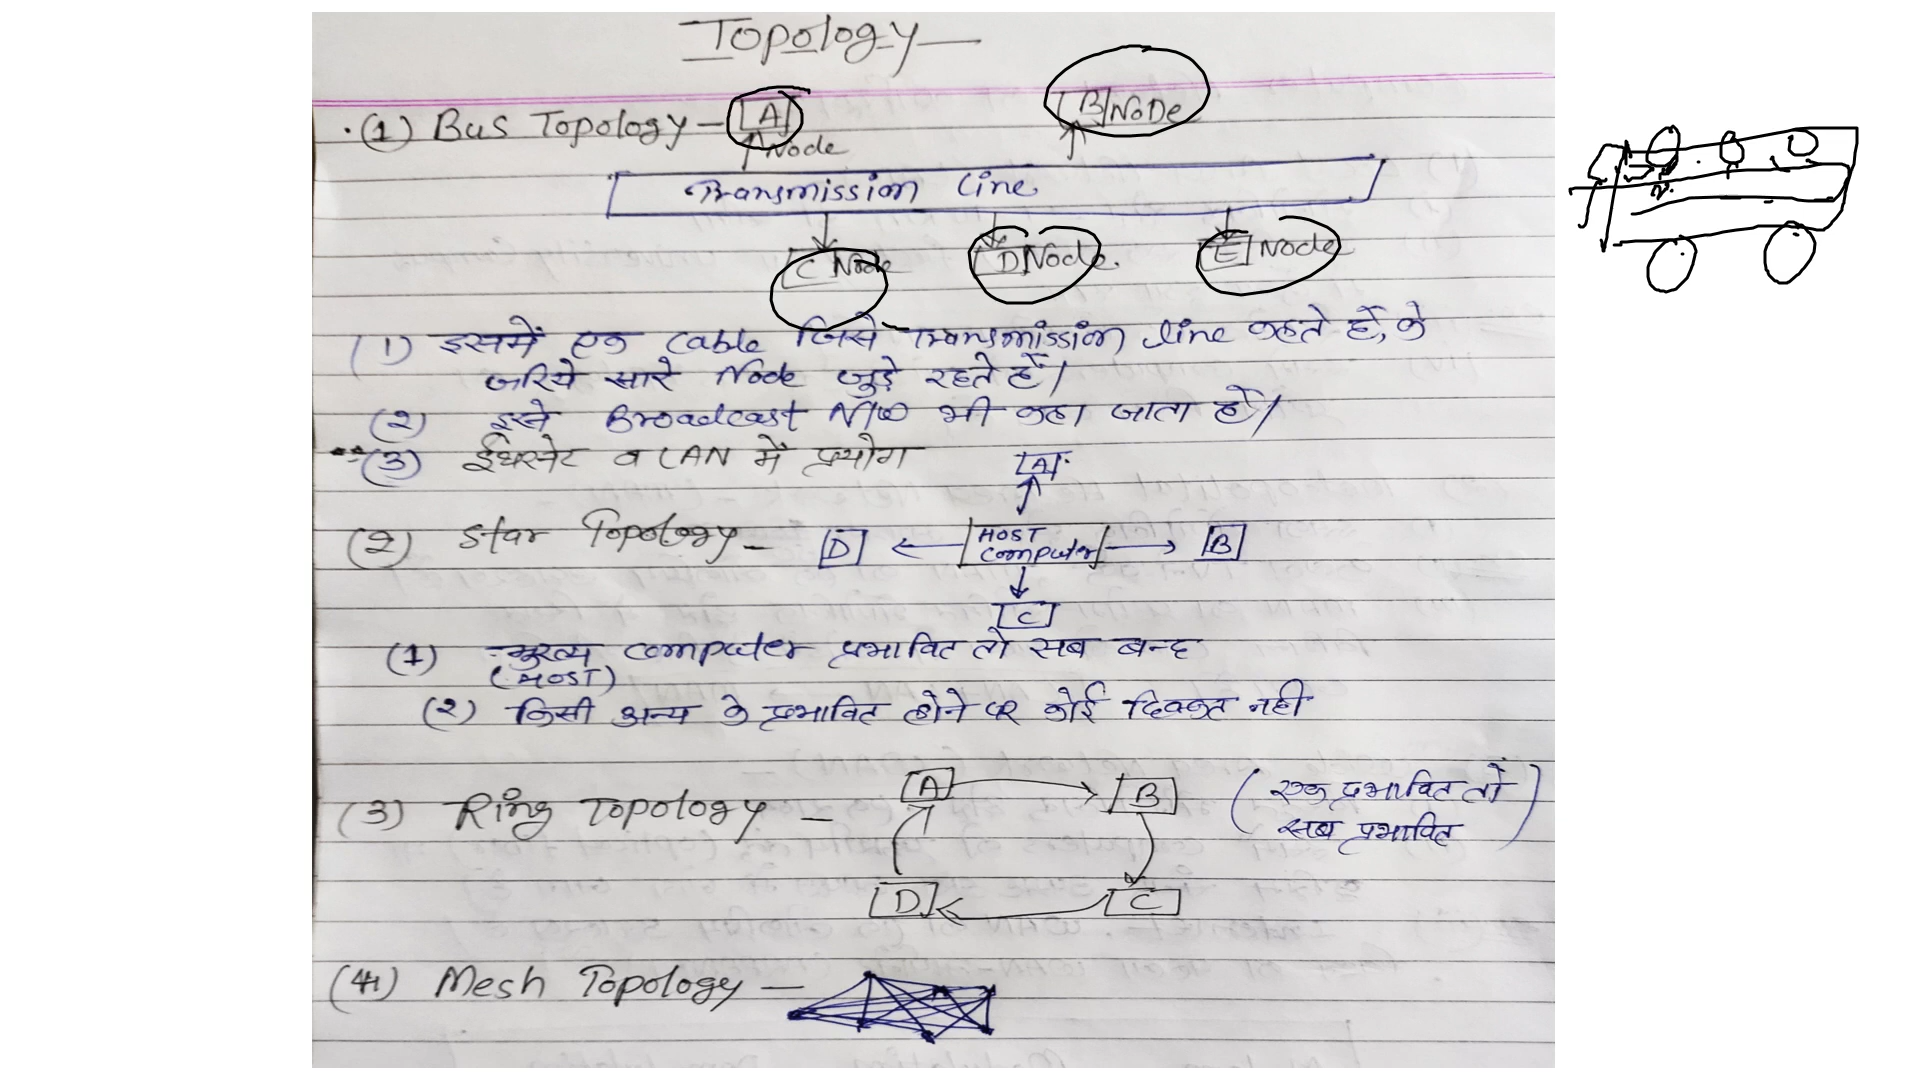 Topology —
(1) Bus Topology — A
Node
B Node
Transmission line
C Node
D Node
E Node
(1) इसमें एक cable जिसे Transmission line कहते हैं, के
जरिये सारे Node जुड़े रहते हैं।
(2) इसे Broadcast N/W भी कहा जाता है।
(3) ईथरनेट व LAN में प्रयोग
A
(2) Star Topology — D
HOST
computer
B
C
(1) मुख्य computer प्रभावित तो सब बन्द
(HOST)
(2) किसी अन्य के प्रभावित होने पर कोई दिक्कत नहीं
(3) Ring Topology — A B (एक प्रभावित तो
सब प्रभावित)
D C
(4) Mesh Topology —